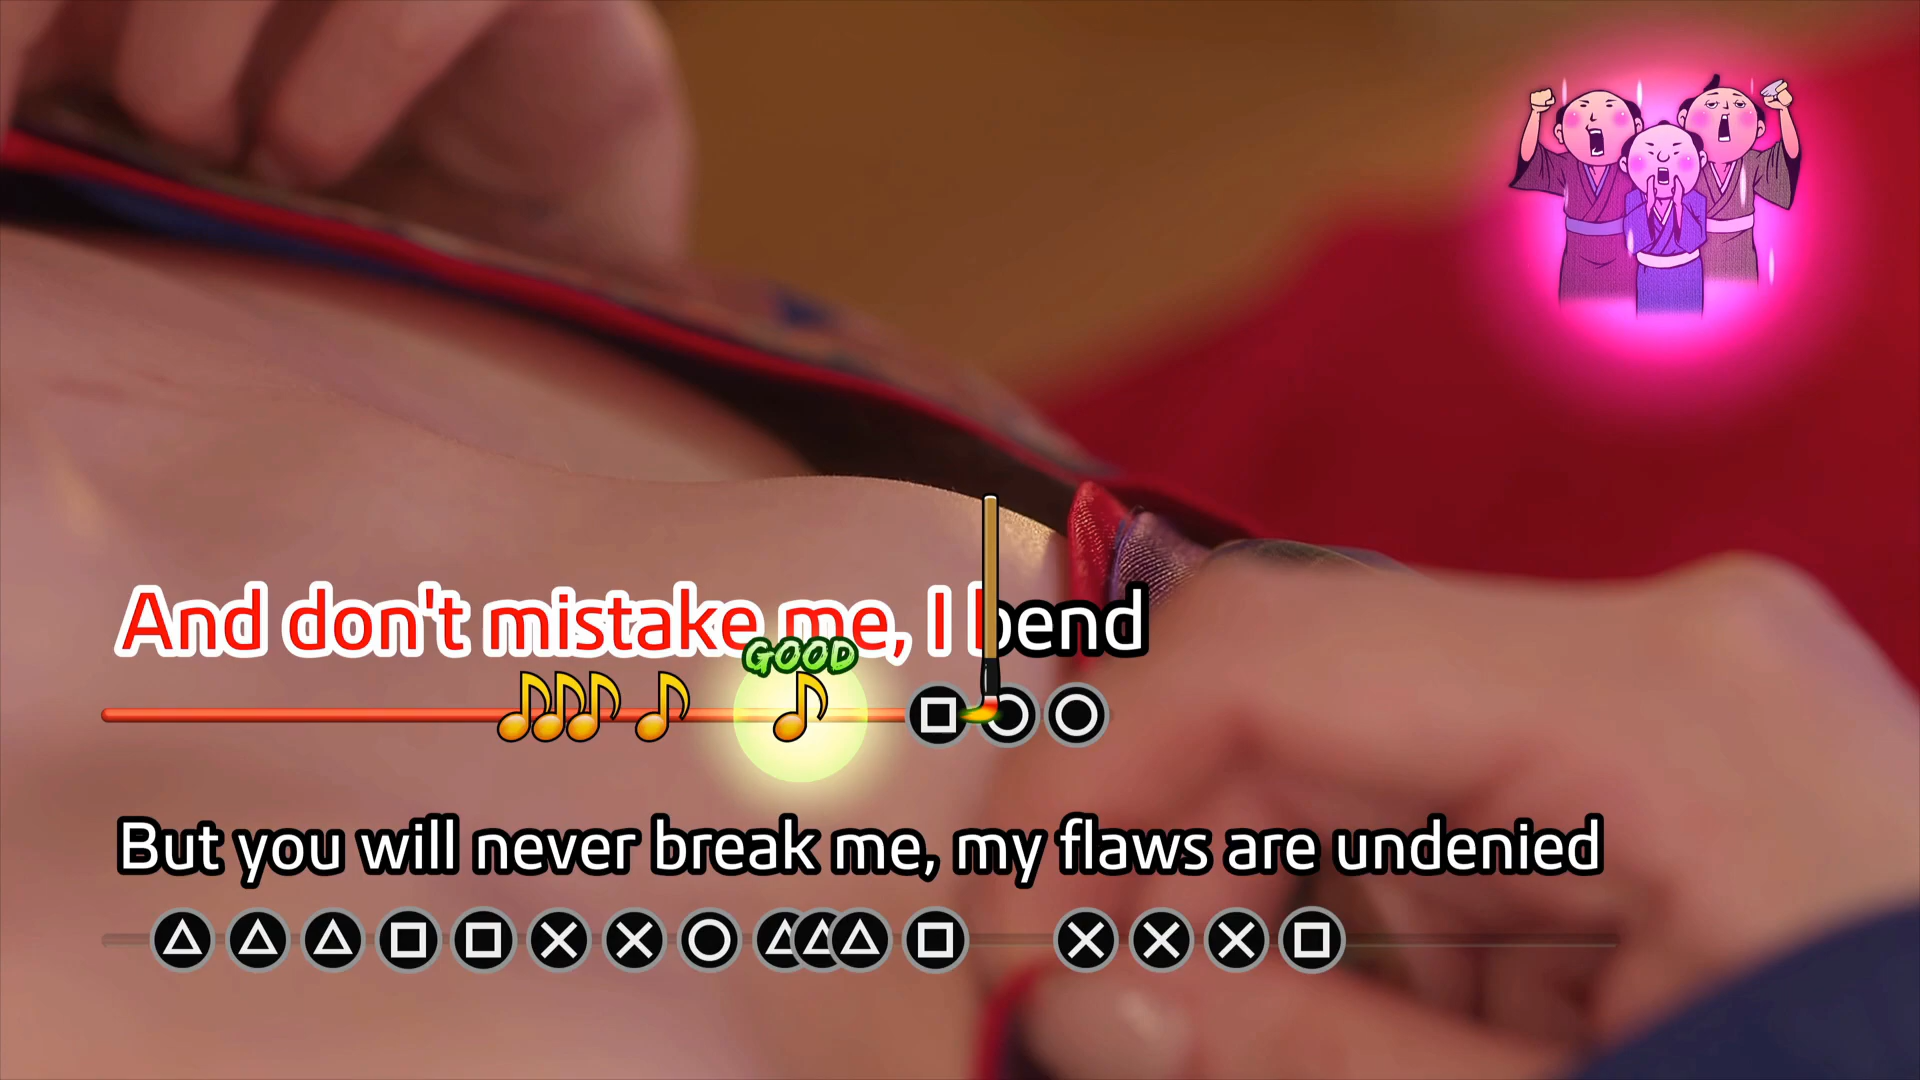 And don't mistake me, I bend
GOOD
But you will never break me, my flaws are undenied